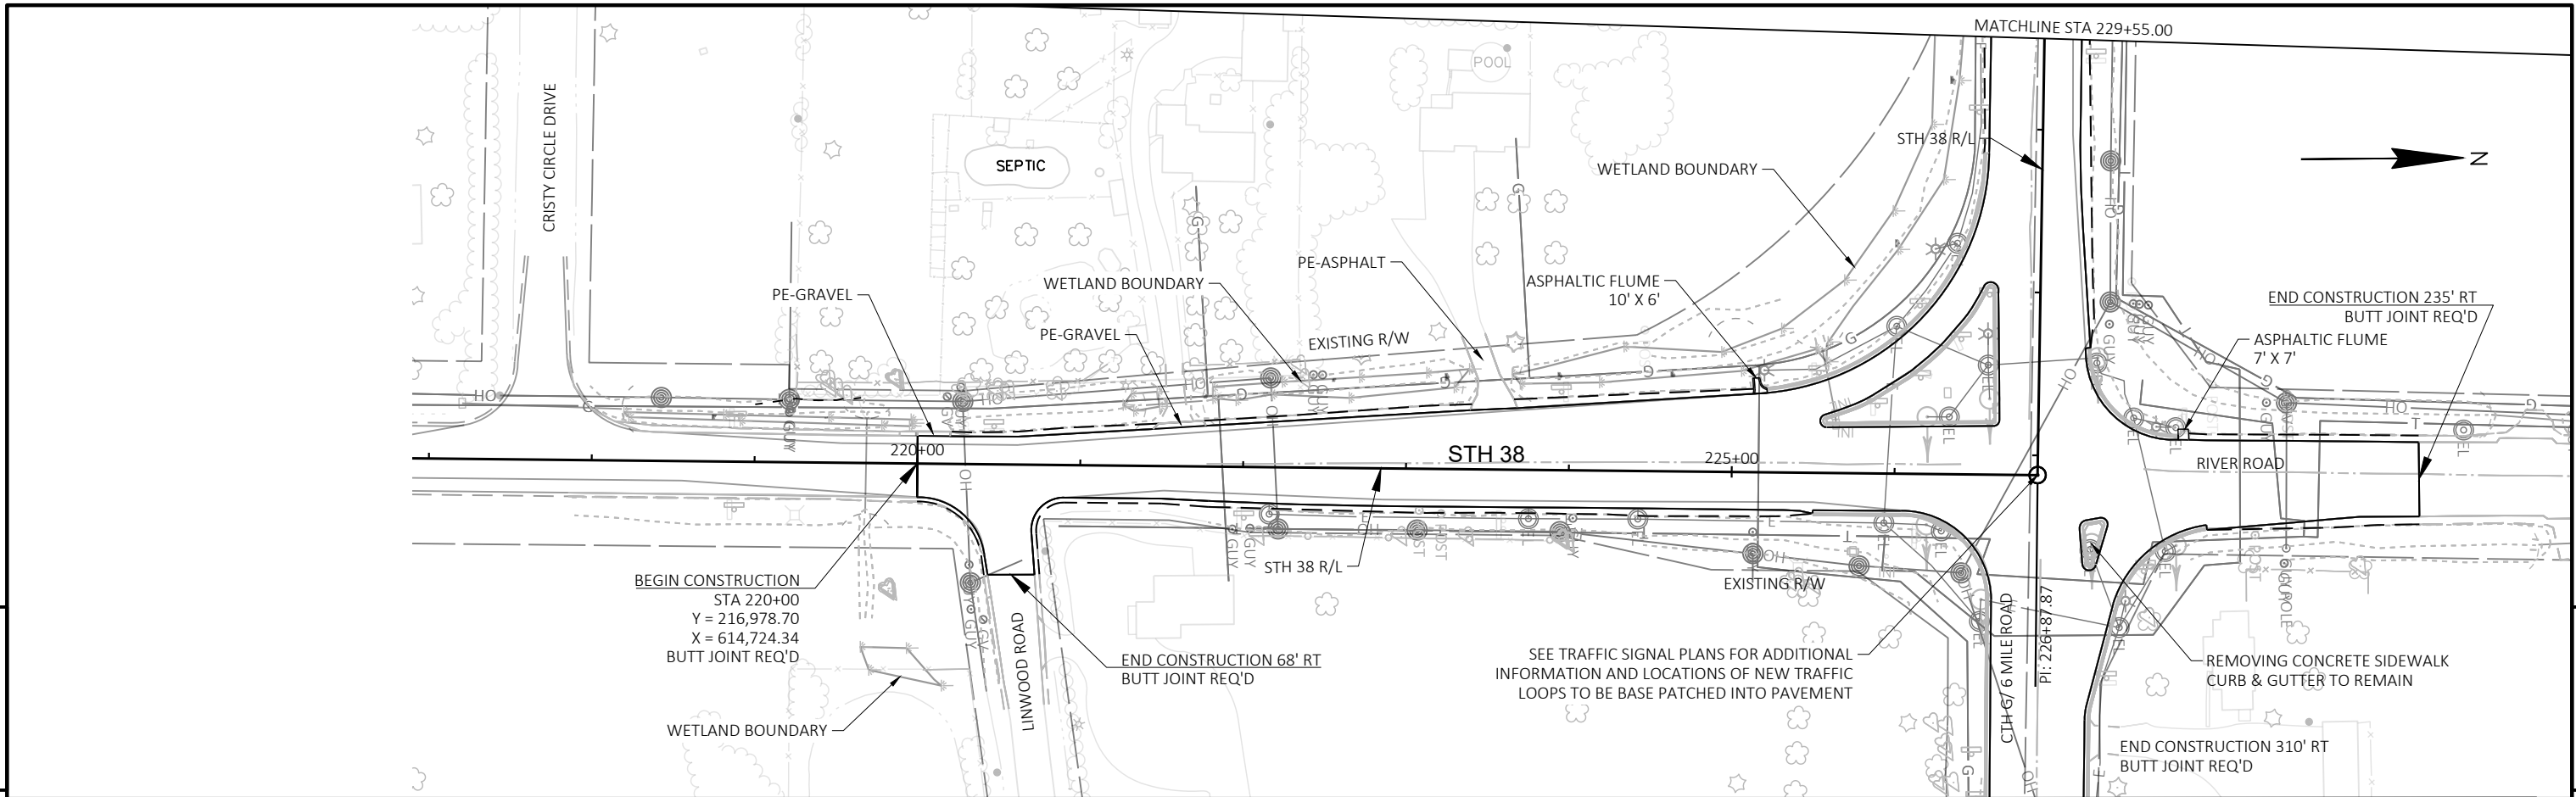 MATCHLINE STA 229+55.00
POOL
CRISTY CIRCLE DRIVE
STH 38 R/L
N
SEPTIC
WETLAND BOUNDARY
PE-ASPHALT
WETLAND BOUNDARY
ASPHALTIC FLUME
10' X 6'
PE-GRAVEL
END CONSTRUCTION 235' RT
BUTT JOINT REQ'D
PE-GRAVEL
EXISTING R/W
ASPHALTIC FLUME
7' X 7'
OH
G
GUY
220+00
STH 38
225+00
RIVER ROAD
STH 38 R/L
EXISTING R/W
BEGIN CONSTRUCTION
STA 220+00
Y = 216,978.70
X = 614,724.34
BUTT JOINT REQ'D
LINWOOD ROAD
END CONSTRUCTION 68' RT
BUTT JOINT REQ'D
SEE TRAFFIC SIGNAL PLANS FOR ADDITIONAL
INFORMATION AND LOCATIONS OF NEW TRAFFIC
LOOPS TO BE BASE PATCHED INTO PAVEMENT
CTH G/ 6 MILE ROAD
PI: 226+87.87
REMOVING CONCRETE SIDEWALK
CURB & GUTTER TO REMAIN
WETLAND BOUNDARY
END CONSTRUCTION 310' RT
BUTT JOINT REQ'D